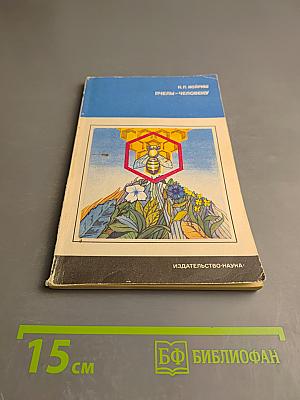 Н. П. ЙОЙРИШ
ПЧЕЛЫ – ЧЕЛОВЕКУ
ИЗДАТЕЛЬСТВО «НАУКА»
15 см
БФ БИБЛИОФАН